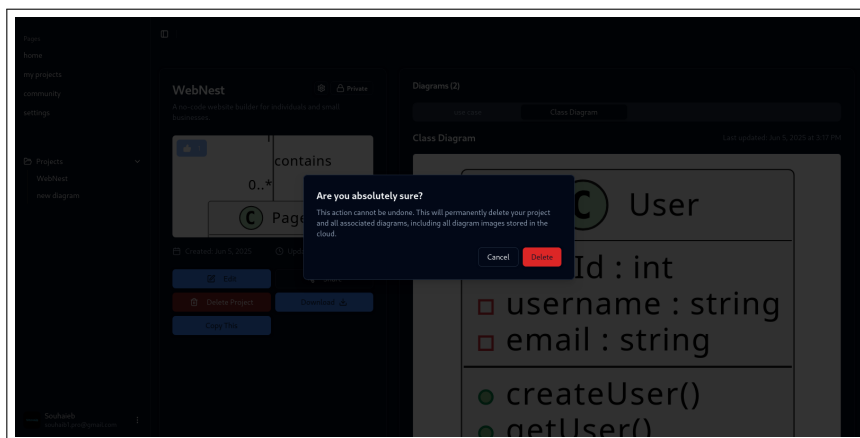 Pages
home
my projects
community
settings
Projects
WebNest
new diagram
Souhaieb
WebNest
Private
A no-code website builder for individuals and small
businesses.
1
contains
0..*
C Page
Created: Jun 5, 2025
Edit
Delete Project
Download
Copy This
Diagrams (2)
use case
Class Diagram
Class Diagram
Last updated: Jun 5, 2025 at 3:17 PM
C User
Id : int
username : string
email : string
createUser()
getUser()
Are you absolutely sure?
This action cannot be undone. This will permanently delete your project
and all associated diagrams, including all diagram images stored in the
cloud.
Cancel
Delete